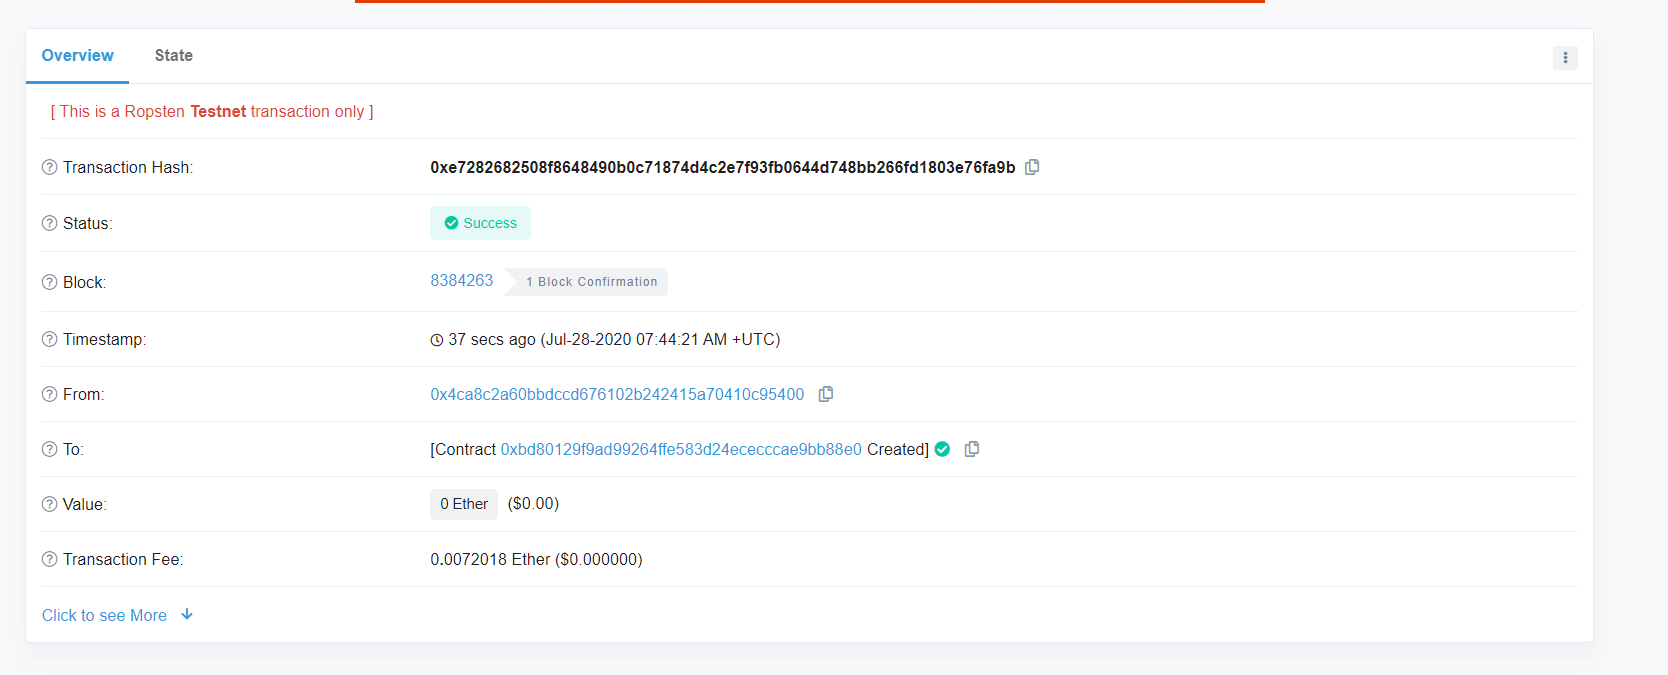 Overview State
[ This is a Ropsten Testnet transaction only ]
Transaction Hash: 0xe7282682508f8648490b0c71874d4c2e7f93fb0644d748bb266fd1803e76fa9b
Status: Success
Block: 8384263 1 Block Confirmation
Timestamp: 37 secs ago (Jul-28-2020 07:44:21 AM +UTC)
From: 0x4ca8c2a60bbdccd676102b242415a70410c95400
To: [Contract 0xbd80129f9ad99264ffe583d24ececccae9bb88e0 Created]
Value: 0 Ether ($0.00)
Transaction Fee: 0.0072018 Ether ($0.000000)
Click to see More